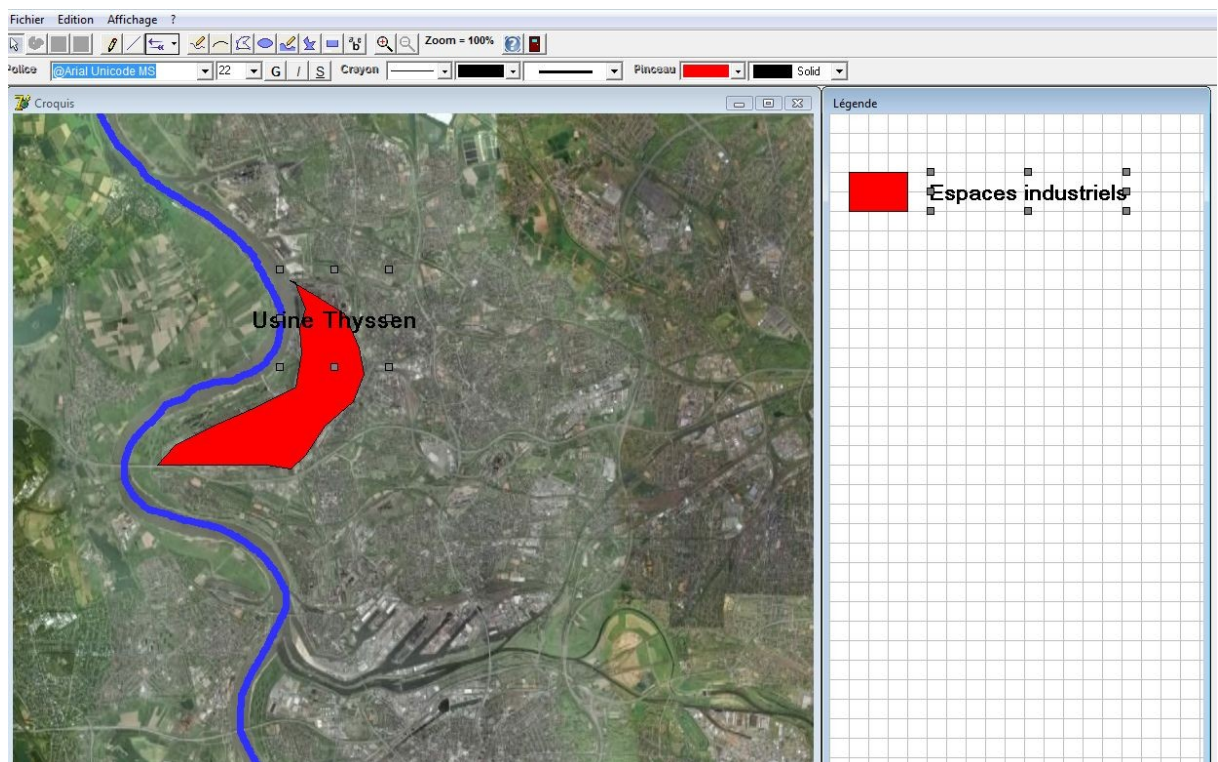 Fichier Edition Affichage ?
Zoom = 100%
Police @Arial Unicode MS 22 G I S Crayon Pinceau Solid
Croquis
Légende
Espaces industriels
Usine Thyssen